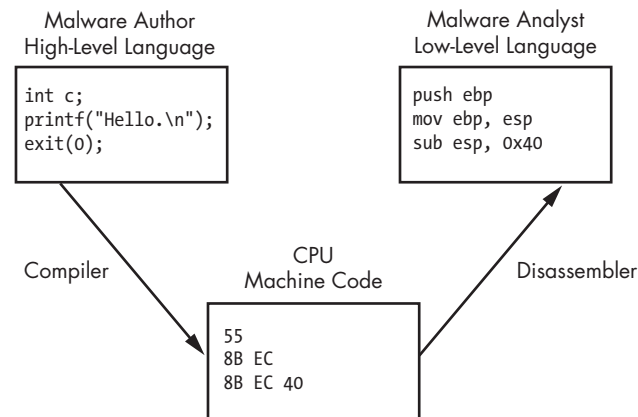 Malware Author
High-Level Language
int c;
printf("Hello.\n");
exit(0);
Malware Analyst
Low-Level Language
push ebp
mov ebp, esp
sub esp, 0x40
Compiler
CPU
Machine Code
Disassembler
55
8B EC
8B EC 40